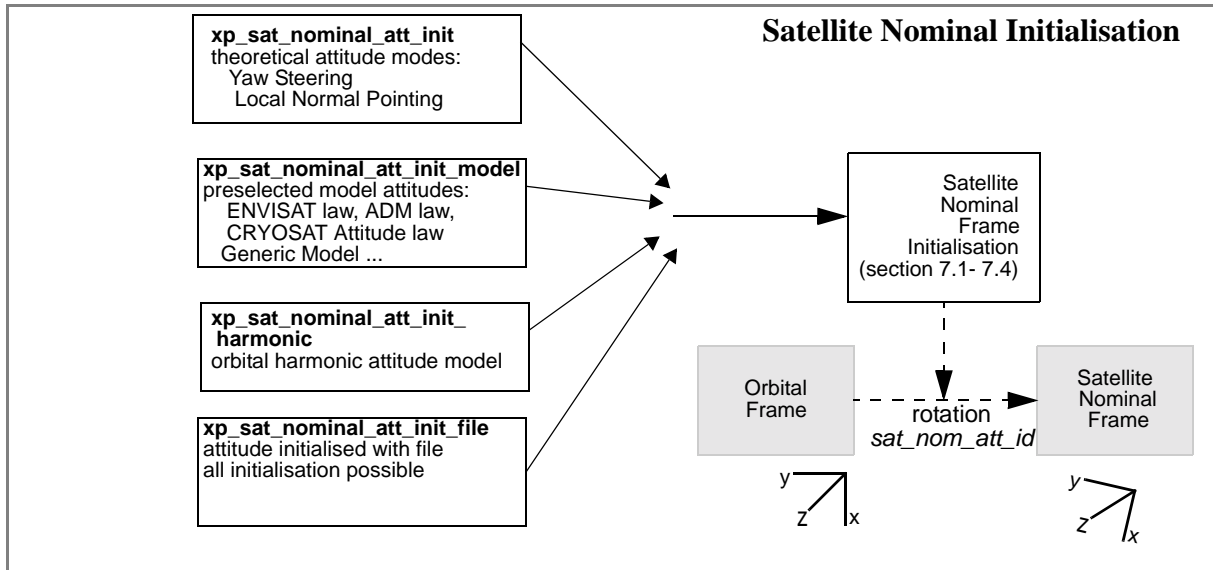 Satellite Nominal Initialisation
xp_sat_nominal_att_init
theoretical attitude modes:
Yaw Steering
Local Normal Pointing
xp_sat_nominal_att_init_model
preselected model attitudes:
ENVISAT law, ADM law,
CRYOSAT Attitude law
Generic Model ...
xp_sat_nominal_att_init_
harmonic
orbital harmonic attitude model
xp_sat_nominal_att_init_file
attitude initialised with file
all initialisation possible
Satellite
Nominal
Frame
Initialisation
(section 7.1- 7.4)
Orbital
Frame
rotation
sat_nom_att_id
Satellite
Nominal
Frame
y
z
x
y
z
x